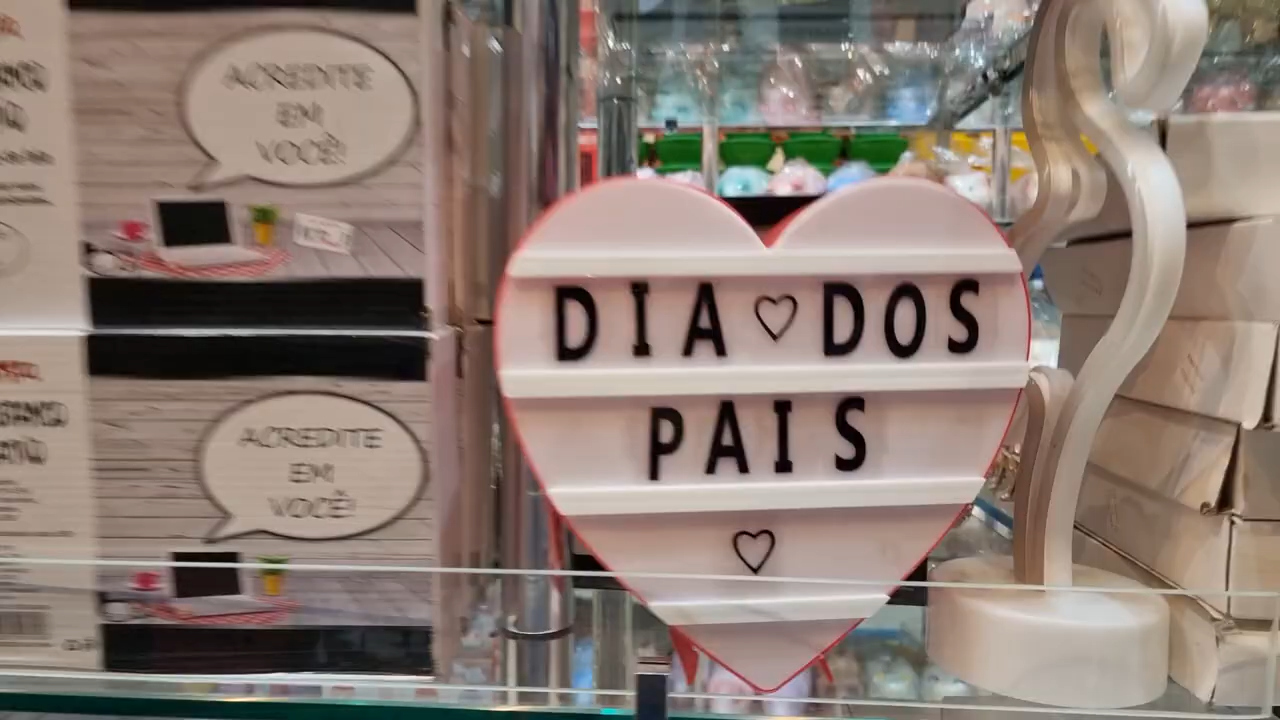 ACREDITE
EM
VOCÊ!
DIA DOS
PAIS
ACREDITE
EM
VOCÊ!